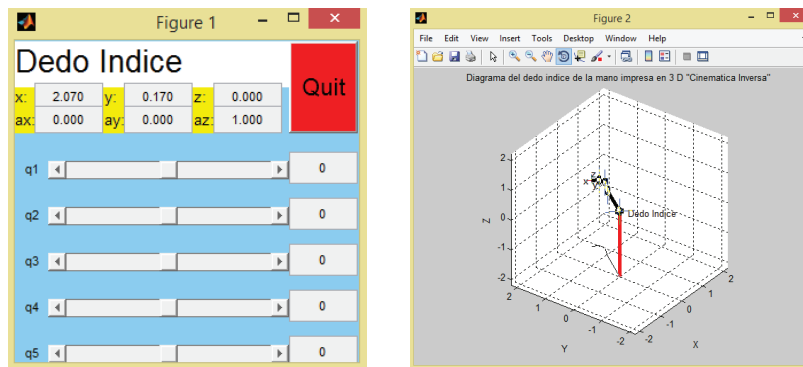 Figure 1
Dedo Indice
Quit
x: 2.070 y: 0.170 z: 0.000
ax: 0.000 ay: 0.000 az: 1.000
q1 0
q2 0
q3 0
q4 0
q5 0
Figure 2
File Edit View Insert Tools Desktop Window Help
Diagrama del dedo indice de la mano impresa en 3 D "Cinematica Inversa"
2
1
0
-1
-2
Z
X
Dedo Indice
2
1
0
-1
-2
Y
-2
-1
0
1
2
X